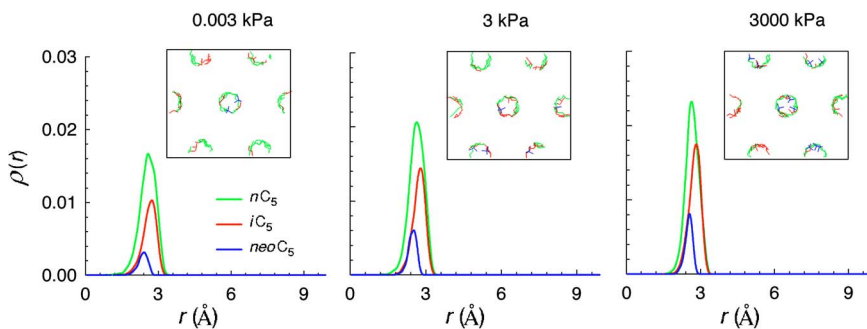 0.003 kPa
3 kPa
3000 kPa
0.03
0.02
0.01
0.00
ρ(r)
nC5
iC5
neoC5
0 3 6 9
0 3 6 9
0 3 6 9
r (Å)
r (Å)
r (Å)